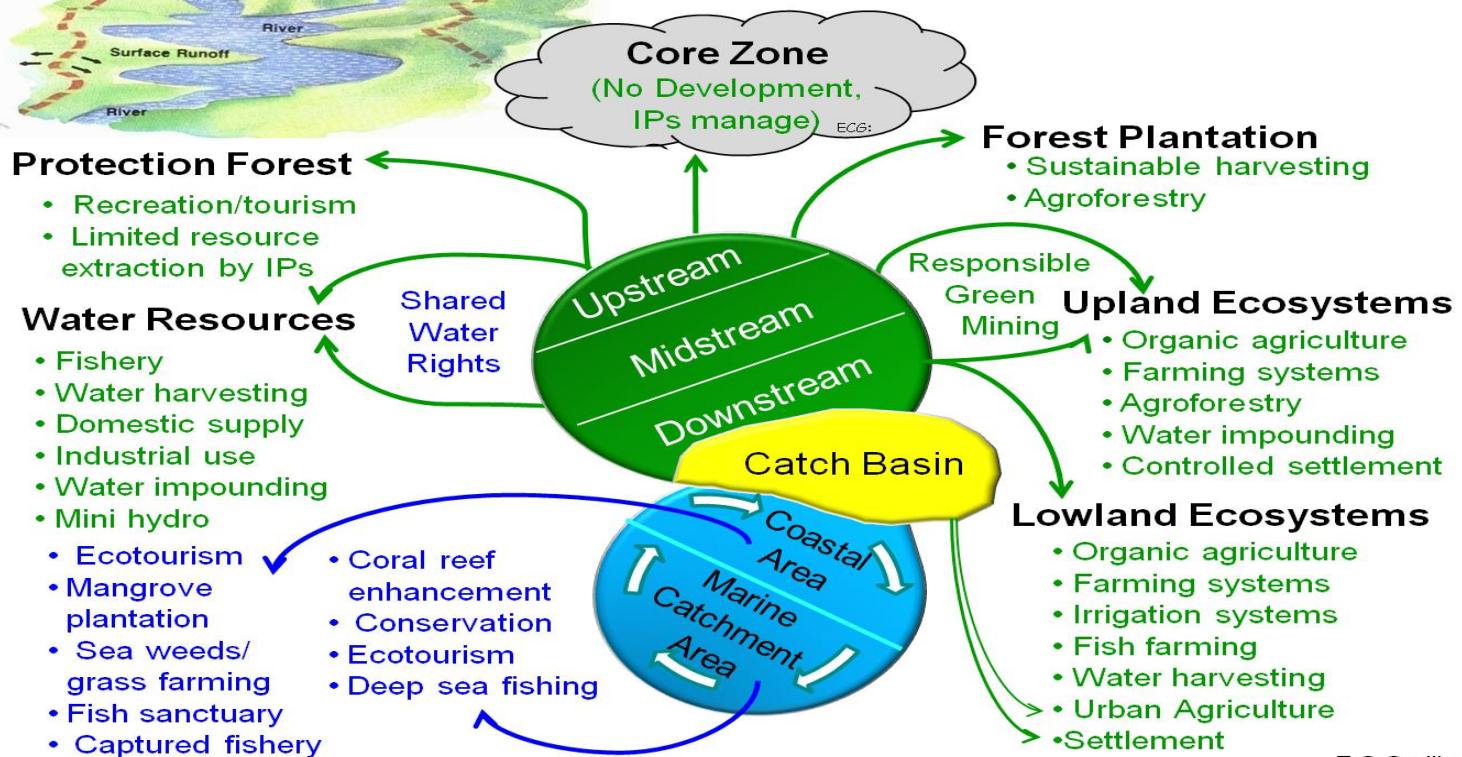 River
Surface Runoff
River
Core Zone
(No Development,
IPs manage) ECG:
Protection Forest
• Recreation/tourism
• Limited resource
extraction by IPs
Forest Plantation
• Sustainable harvesting
• Agroforestry
Water Resources
• Fishery
• Water harvesting
• Domestic supply
• Industrial use
• Water impounding
• Mini hydro
Shared
Water
Rights
Upstream
Midstream
Downstream
Responsible
Green
Mining
Upland Ecosystems
• Organic agriculture
• Farming systems
• Agroforestry
• Water impounding
• Controlled settlement
Catch Basin
Coastal
Area
Marine
Catchment
Area
Lowland Ecosystems
• Organic agriculture
• Farming systems
• Irrigation systems
• Fish farming
• Water harvesting
• Urban Agriculture
•Settlement
• Ecotourism
• Mangrove
plantation
• Sea weeds/
grass farming
• Fish sanctuary
• Captured fishery
• Coral reef
enhancement
• Conservation
• Ecotourism
• Deep sea fishing